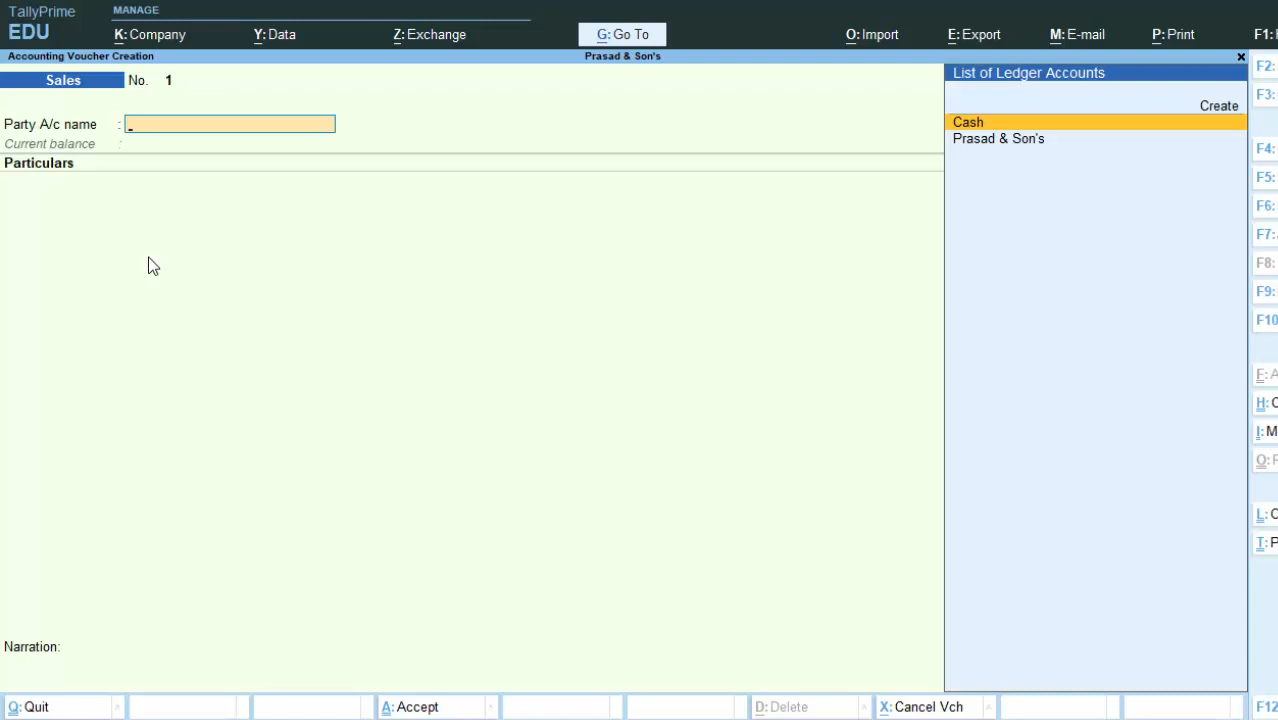 TallyPrime
EDU
MANAGE
K: Company
Y: Data
Z: Exchange
G: Go To
O: Import
E: Export
M: E-mail
P: Print
F1:
Accounting Voucher Creation
Prasad & Son's
Sales No. 1
Party A/c name :
Current balance :
Particulars
List of Ledger Accounts
Create
Cash
Prasad & Son's
F2:
F3:
F4:
F5:
F6:
F7:
F8:
F9:
F10
F:
H:
I:
O:
L:
T:
Narration:
Q: Quit
A: Accept
D: Delete
X: Cancel Vch
F12